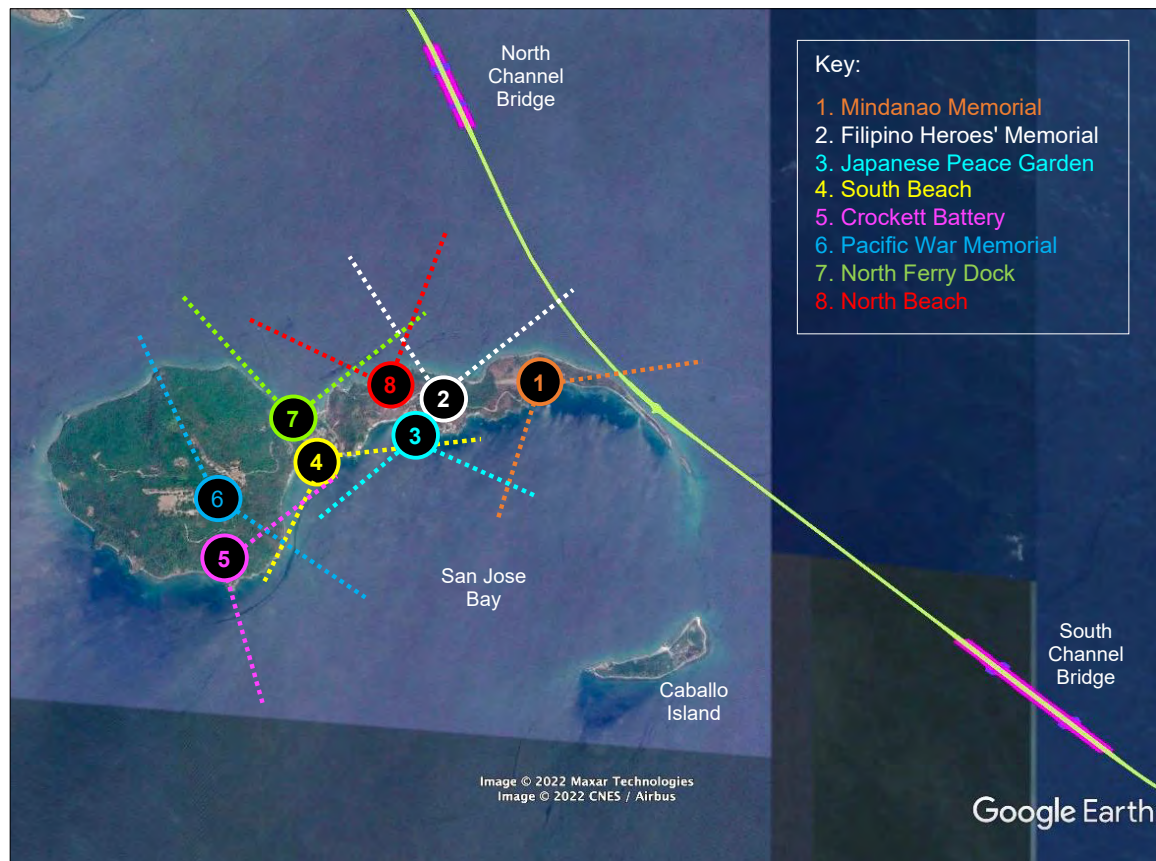 North
Channel
Bridge
Key:
1. Mindanao Memorial
2. Filipino Heroes' Memorial
3. Japanese Peace Garden
4. South Beach
5. Crockett Battery
6. Pacific War Memorial
7. North Ferry Dock
8. North Beach
8
1
2
7
3
4
6
5
San Jose
Bay
South
Channel
Bridge
Caballo
Island
Image © 2022 Maxar Technologies
Image © 2022 CNES / Airbus
Google Earth